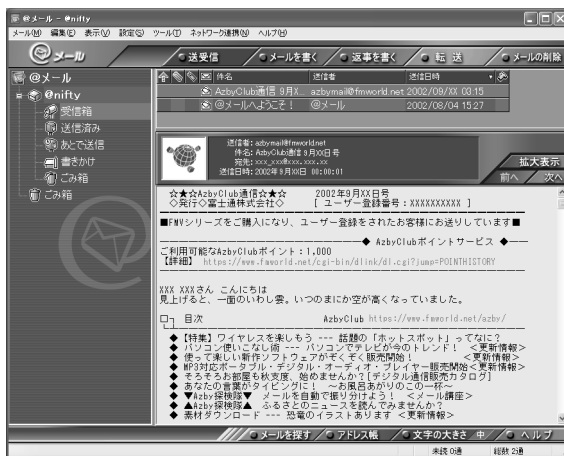 @メール - @nifty
メール(M) 編集(E) 表示(V) 設定(S) ツール(T) ネットワーク連携(N) ヘルプ(H)
@メール
送受信 メールを書く 返事を書く 転送 メールの削除
@メール
@nifty
受信箱
送信済み
あとで送信
書きかけ
ごみ箱
ごみ箱
件名 送信者 送信日時
AzbyClub通信 9月X... azbymail@fmworld.net 2002/09/XX 03:15
@メールへようこそ! @メール 2002/08/04 15:27
送信者: azbymail@fmworld.net
件名: AzbyClub通信 9月XX日号
宛先: xxx_xxx@xxx.xxx.xx
送信日時: 2002年9月XX日 00:00:01
拡大表示
前へ 次へ
☆★☆AzbyClub通信☆★☆ 2002年9月XX日号
◇発行◇富士通株式会社◇ [ ユーザー登録番号:XXXXXXXXXX ]
■FMVシリーズをご購入になり、ユーザー登録をされたお客様にお送りしています■
◆ AzbyClubポイントサービス ◆
ご利用可能なAzbyClubポイント:1,000
【詳細】 https://www.fmworld.net/cgi-bin/dlink/dl.cgi?jump=POINTHISTORY
XXX XXXさん こんにちは
見上げると、一面のいわし雲。いつのまにか空が高くなっていました。
目次 AzbyClub https://www.fmworld.net/azby/
◆【特集】ワイヤレスを楽しもう --- 話題の「ホットスポット」ってなに?
◆ パソコン使いこなし術 --- パソコンでテレビが今のトレンド! <更新情報>
◆ 使って楽しい新作ソフトウェアがぞくぞく販売開始! <更新情報>
◆ MP3対応ポータブル・デジタル・オーディオ・プレイヤー販売開始<更新情報>
◆ そろそろお部屋も秋支度、始めませんか?[デジタル通信販売カタログ]
◆ あなたの言葉がタイピングに! ~お風呂あがりのこの一杯~
◆ ▼Azby探検隊▼ メールを自動で振り分けよう! <メール講座>
◆ ▲Azby探検隊▲ ふるさとのニュースを読んでみませんか?
◆ 素材ダウンロード --- 恐竜のイラストあります <更新情報>
メールを探す アドレス帳 文字の大きさ 中 ヘルプ
未読 0通 総数 2通